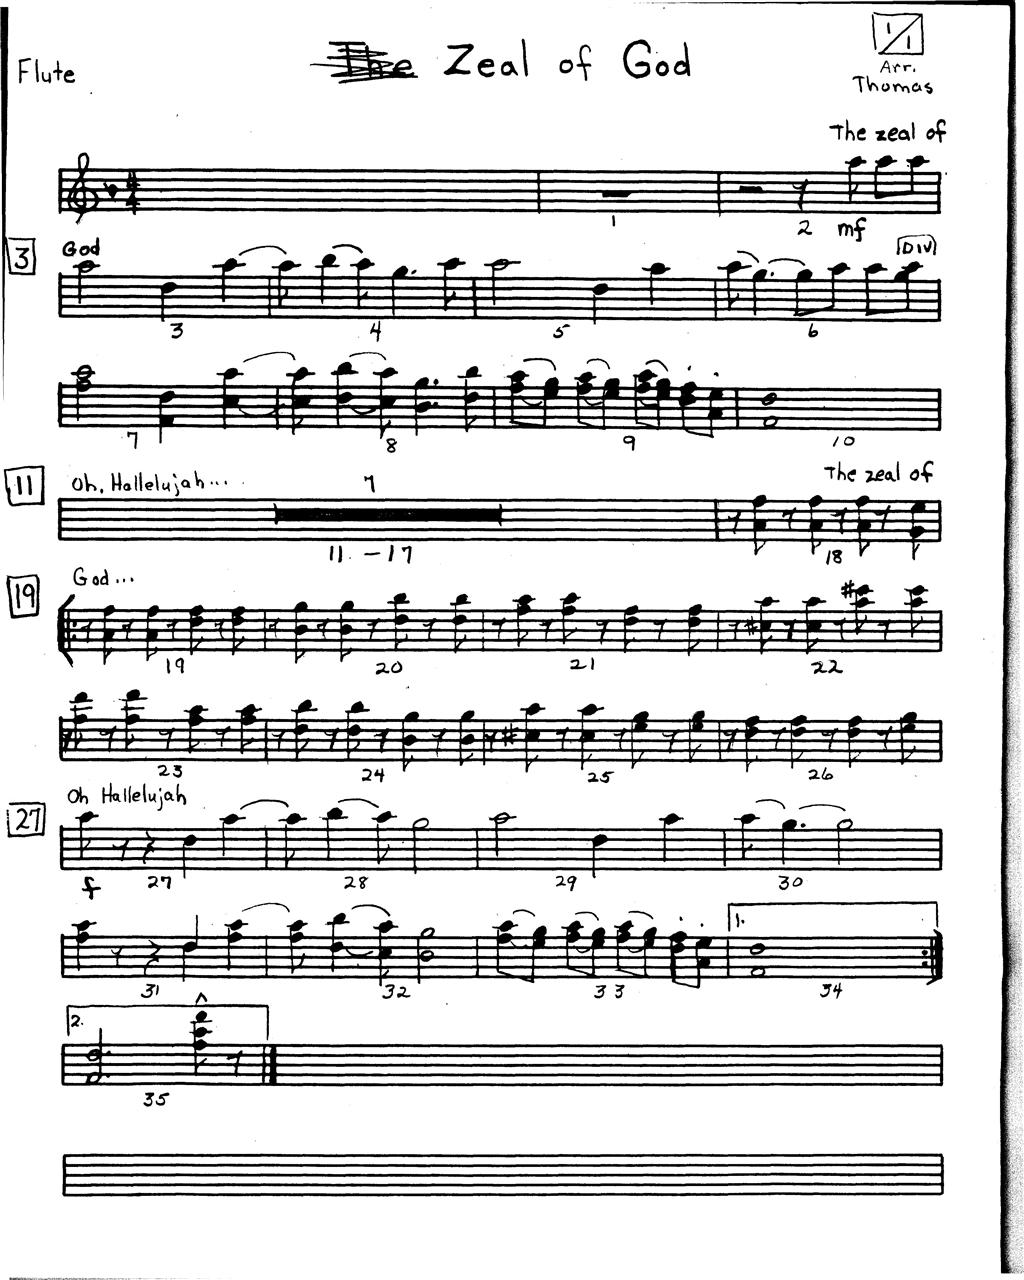 Flute
The Zeal of God
1/1
Arr.
Thomas
The zeal of
4
4
1
2
mf
3
God
DIV
3
4
5
6
7
8
9
10
11
Oh, Hallelujah...
7
The zeal of
11 - 17
18
19
God...
19
20
21
22
23
24
25
26
27
Oh Hallelujah
f
27
28
29
30
1.
31
32
33
34
2.
35